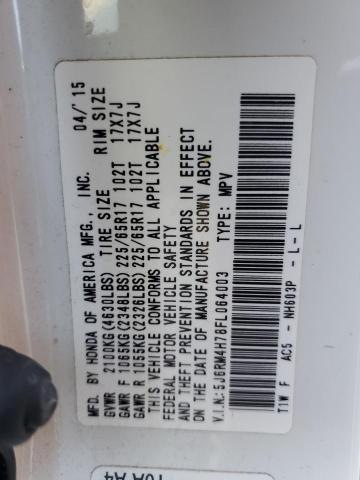 MFD. BY HONDA OF AMERICA MFG., INC. 04/'15
GVWR 2100KG(4630LBS) TIRE SIZE RIM SIZE
GAWR F 1065KG(2348LBS) 225/65R17 102T 17X7J
GAWR R 1055KG(2326LBS) 225/65R17 102T 17X7J
THIS VEHICLE CONFORMS TO ALL APPLICABLE
FEDERAL MOTOR VEHICLE SAFETY
AND THEFT PREVENTION STANDARDS IN EFFECT
ON THE DATE OF MANUFACTURE SHOWN ABOVE.
V.I.N.: 5J6RM4H78FL064003 TYPE: MPV
TIW F AC5 - NH603P - L - L